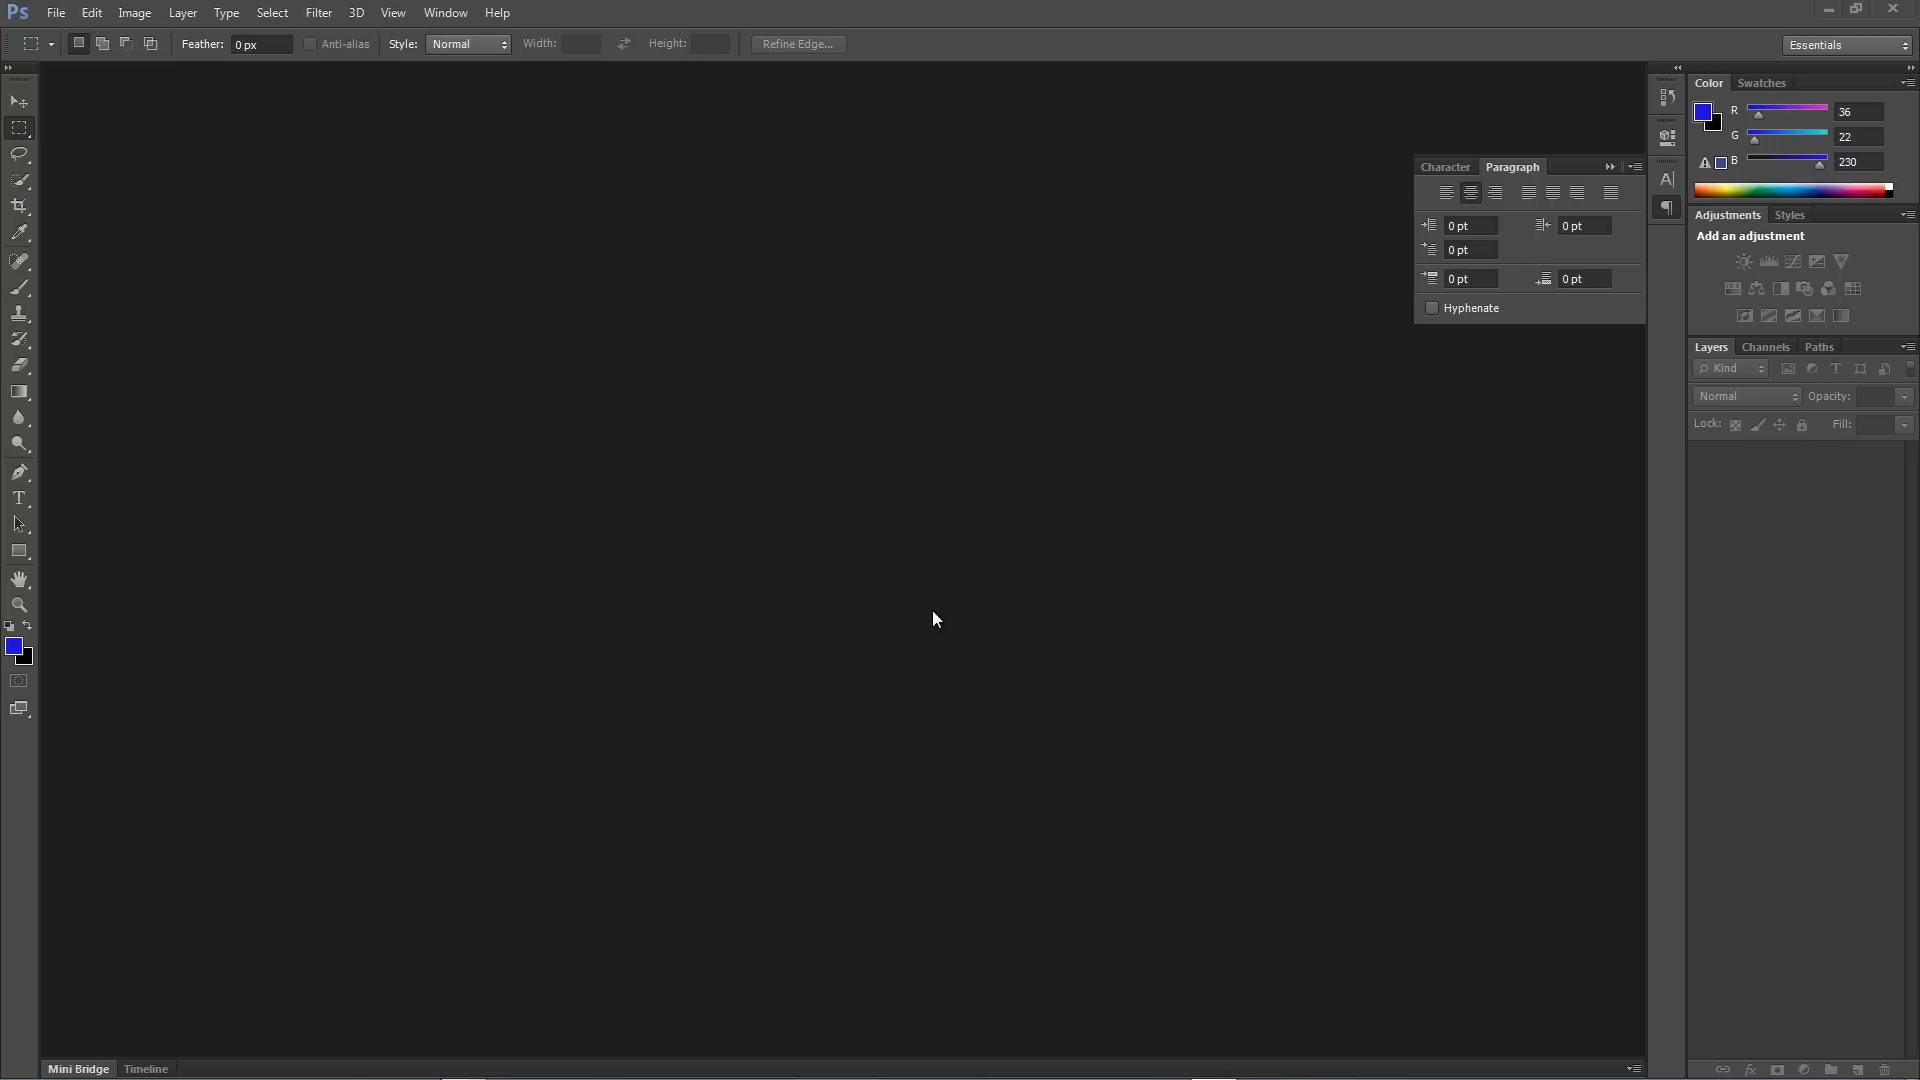 Ps File Edit Image Layer Type Select Filter 3D View Window Help
Feather: 0 px Anti-alias Style: Normal Width: Height: Refine Edge... Essentials
Color Swatches
R 36
G 22
B 230
Character Paragraph
0 pt 0 pt
0 pt
0 pt 0 pt
Hyphenate
Adjustments Styles
Add an adjustment
Layers Channels Paths
Kind
Normal Opacity:
Lock: Fill:
Mini Bridge Timeline